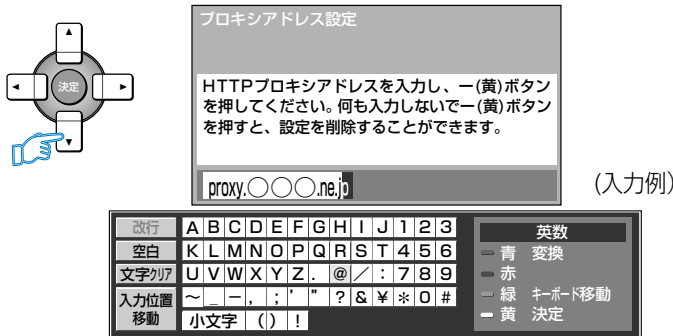 プロキシアドレス設定
決定
HTTPプロキシアドレスを入力し、ー(黄)ボタン
を押してください。何も入力しないでー(黄)ボタン
を押すと、設定を削除することができます。
proxy.○○○.ne.jp
(入力例)
改行 A B C D E F G H I J 1 2 3
空白 K L M N O P Q R S T 4 5 6
文字クリア U V W X Y Z . @ / : 7 8 9
入力位置移動 ~ _ ー , ; ' " ? & ¥ * 0 #
小文字 ( ) !
英数
青 変換
赤
緑 キーボード移動
黄 決定